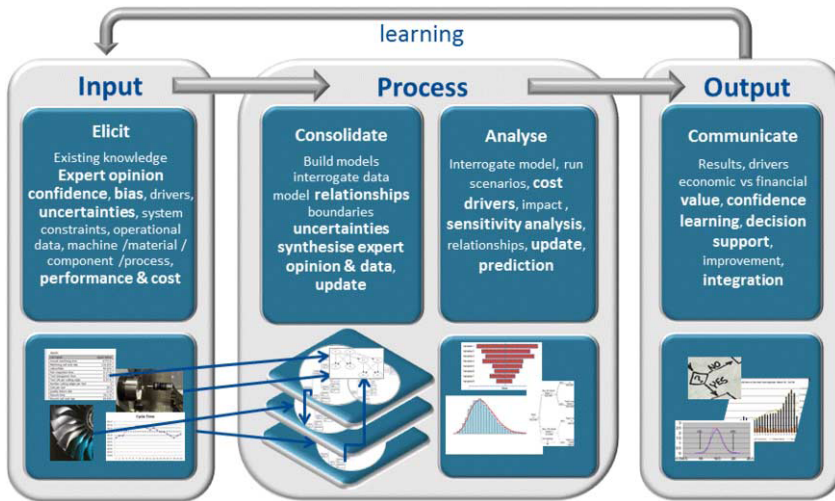 learning
Input
Process
Output
Elicit
Existing knowledge
Expert opinion
confidence, bias, drivers,
uncertainties, system
constraints, operational
data, machine /material /
component /process,
performance & cost
Consolidate
Build models
interrogate data
model relationships
boundaries
uncertainties
synthesise expert
opinion & data,
update
Analyse
Interrogate model, run
scenarios, cost
drivers, impact ,
sensitivity analysis,
relationships, update,
prediction
Communicate
Results, drivers
economic vs financial
value, confidence
learning, decision
support,
improvement,
integration
Cycle Time
NO
?
YES